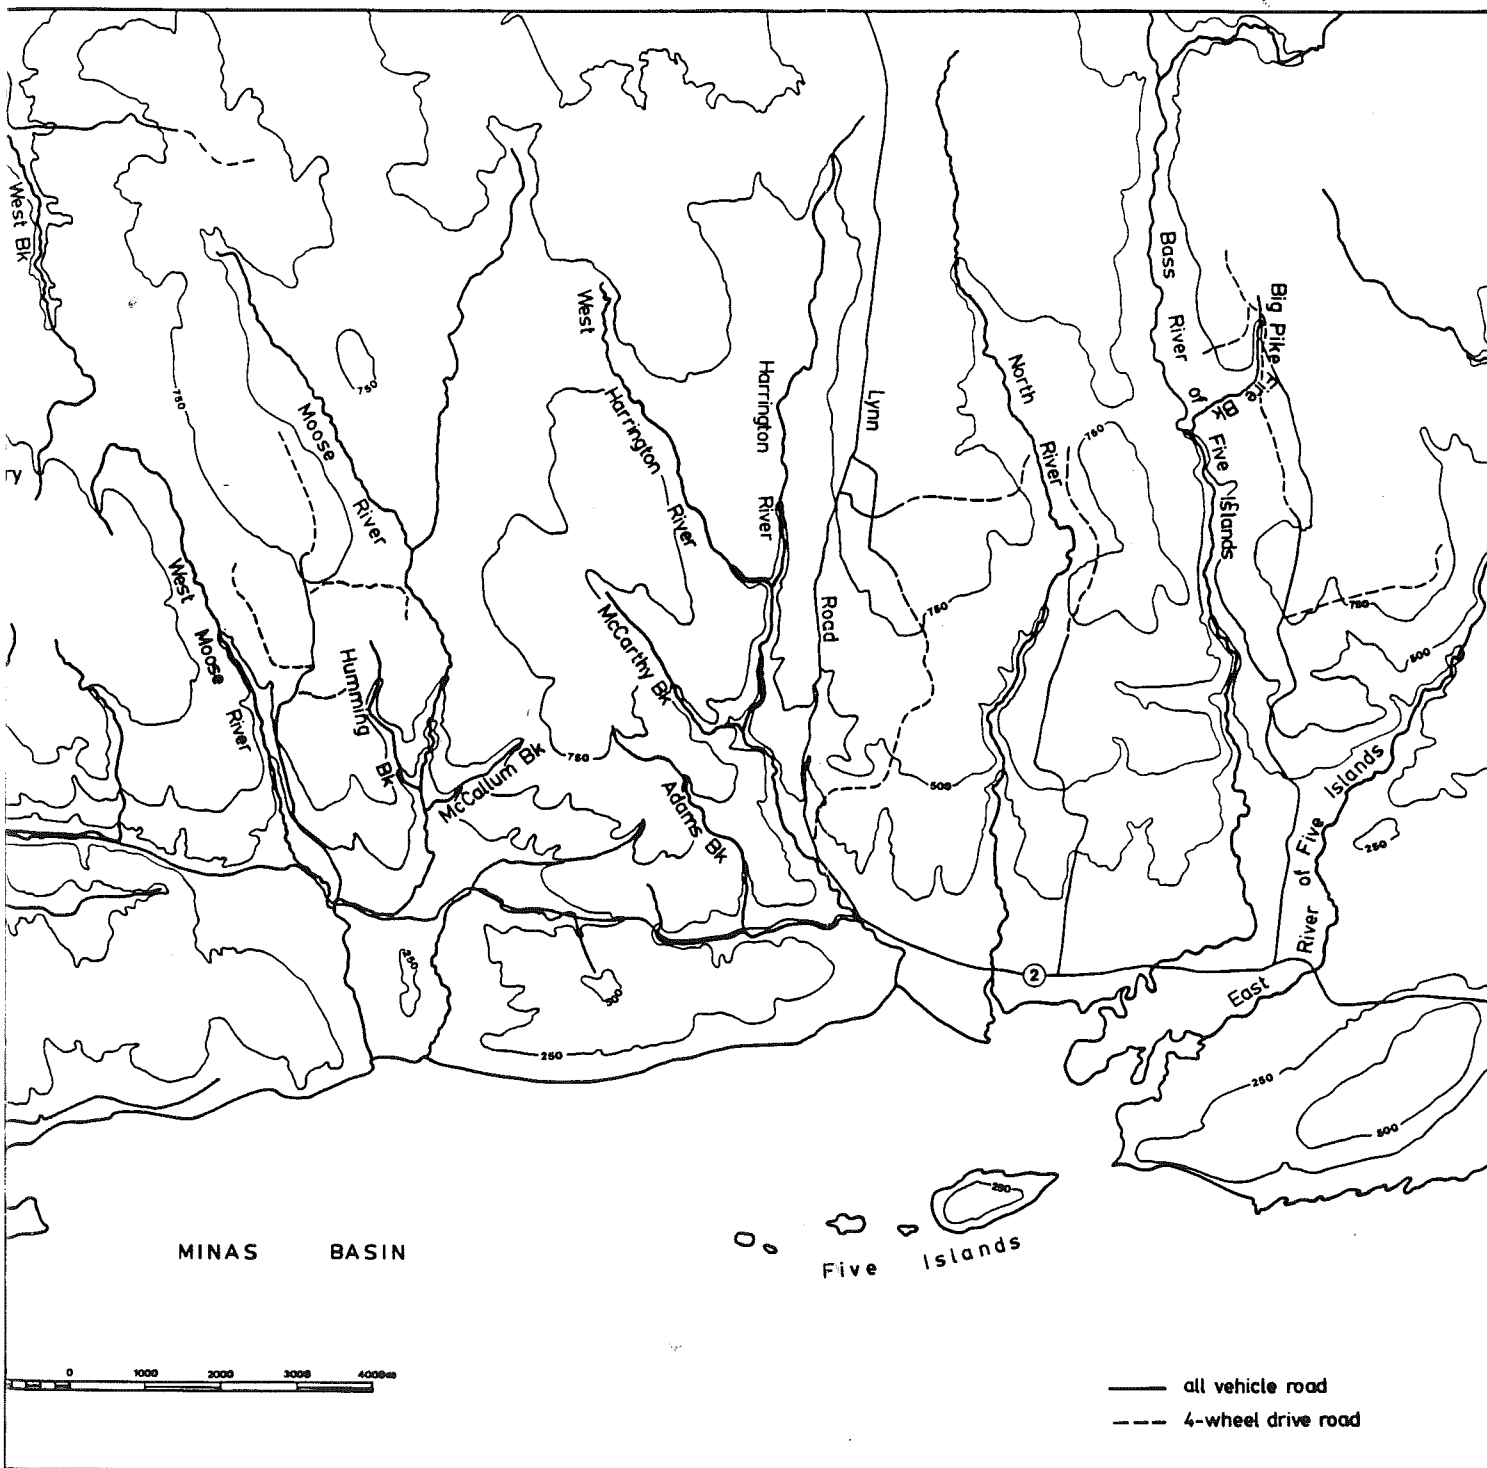 West Bk
750
750
Moose
River
West
Moose
River
Humming
Bk
McCallum Bk
West
Harrington
River
McCarthy Bk
750
Adams Bk
Harrington
River
Lynn
Road
North
River
750
750
500
Bass
River
of
Five
Islands
Big Pike
Bk
750
500
250
East
River of Five Islands
2
250
500
250
250
500
250
Five Islands
MINAS BASIN
0 1000 2000 3000 4000m
all vehicle road
4-wheel drive road